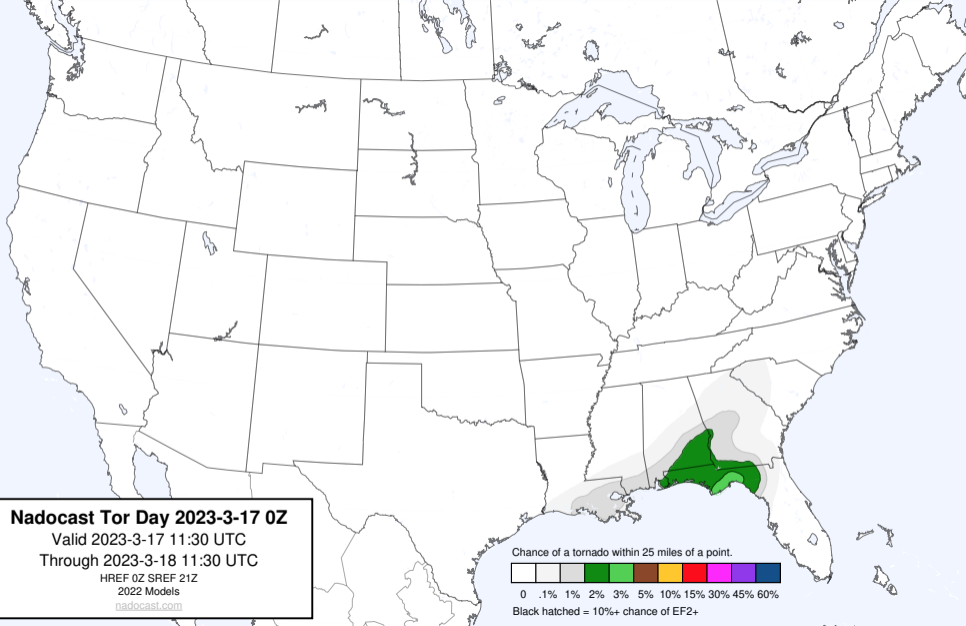 Nadocast Tor Day 2023-3-17 0Z
Valid 2023-3-17 11:30 UTC
Through 2023-3-18 11:30 UTC
HREF 0Z SREF 21Z
2022 Models
nadocast.com
Chance of a tornado within 25 miles of a point.
0 .1% 1% 2% 3% 5% 10% 15% 30% 45% 60%
Black hatched = 10%+ chance of EF2+